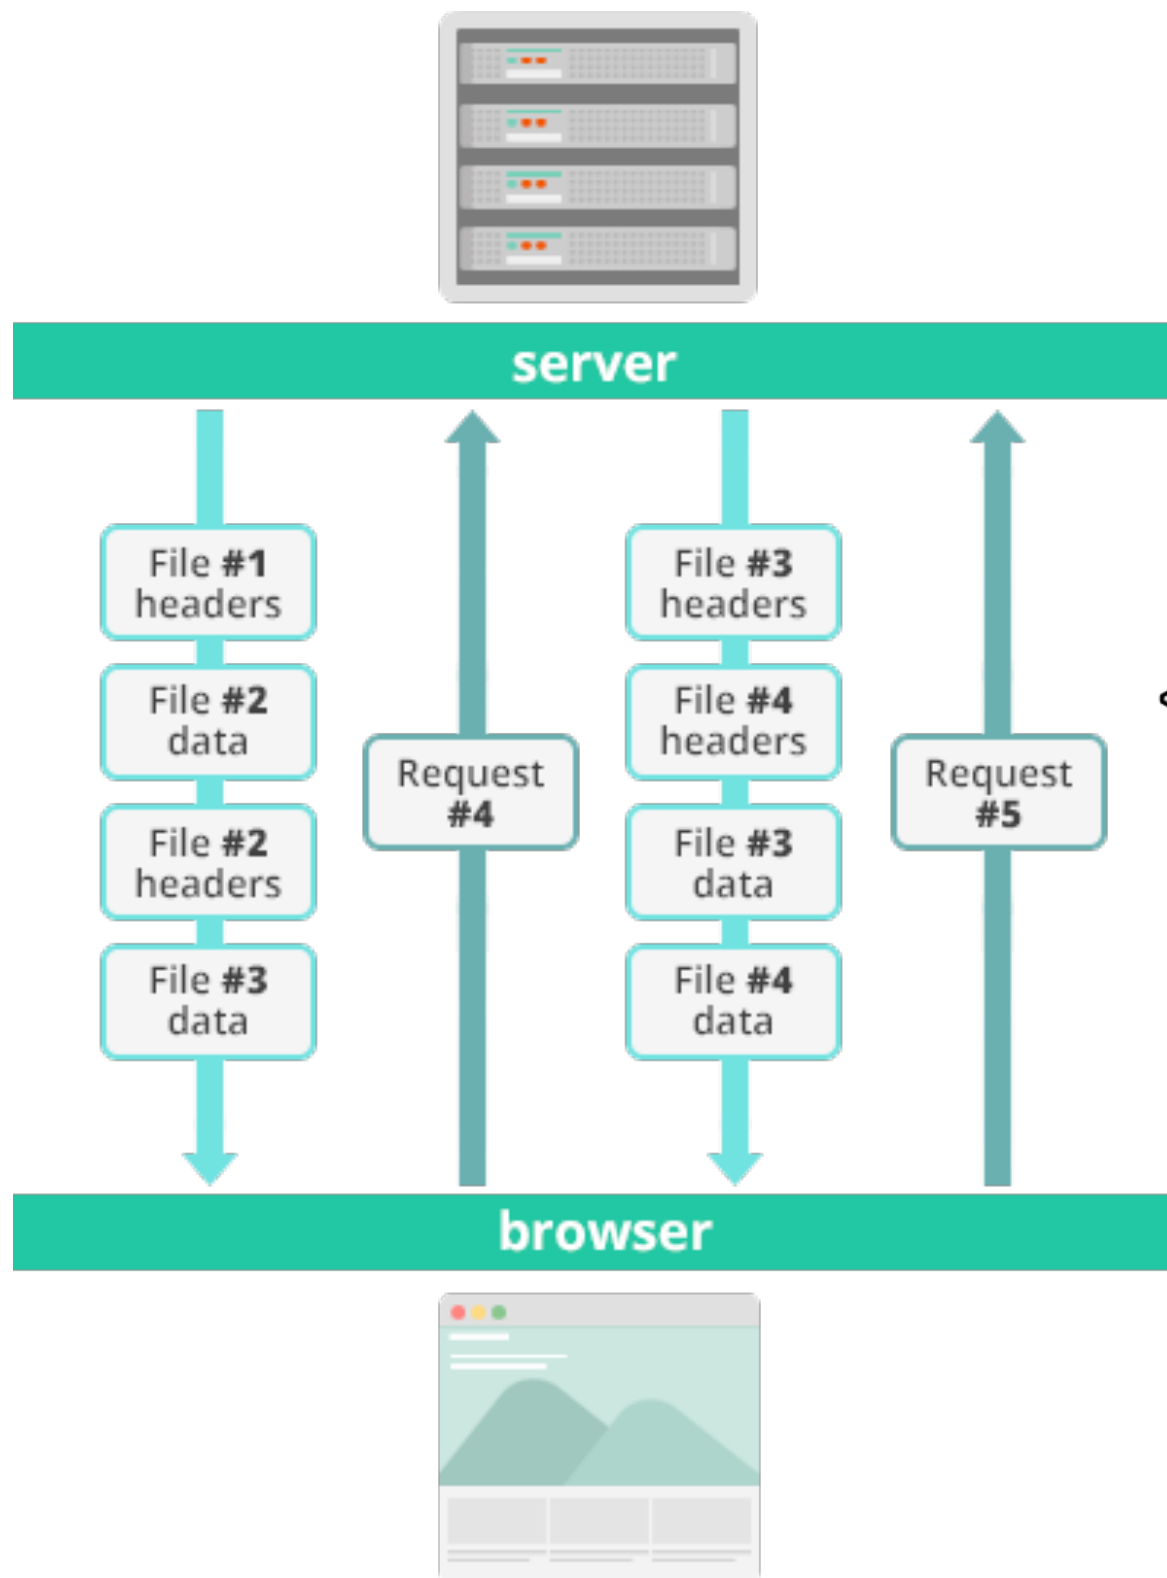 server
File #1
headers
File #2
data
File #2
headers
File #3
data
Request
#4
File #3
headers
File #4
headers
File #3
data
File #4
data
Request
#5
browser